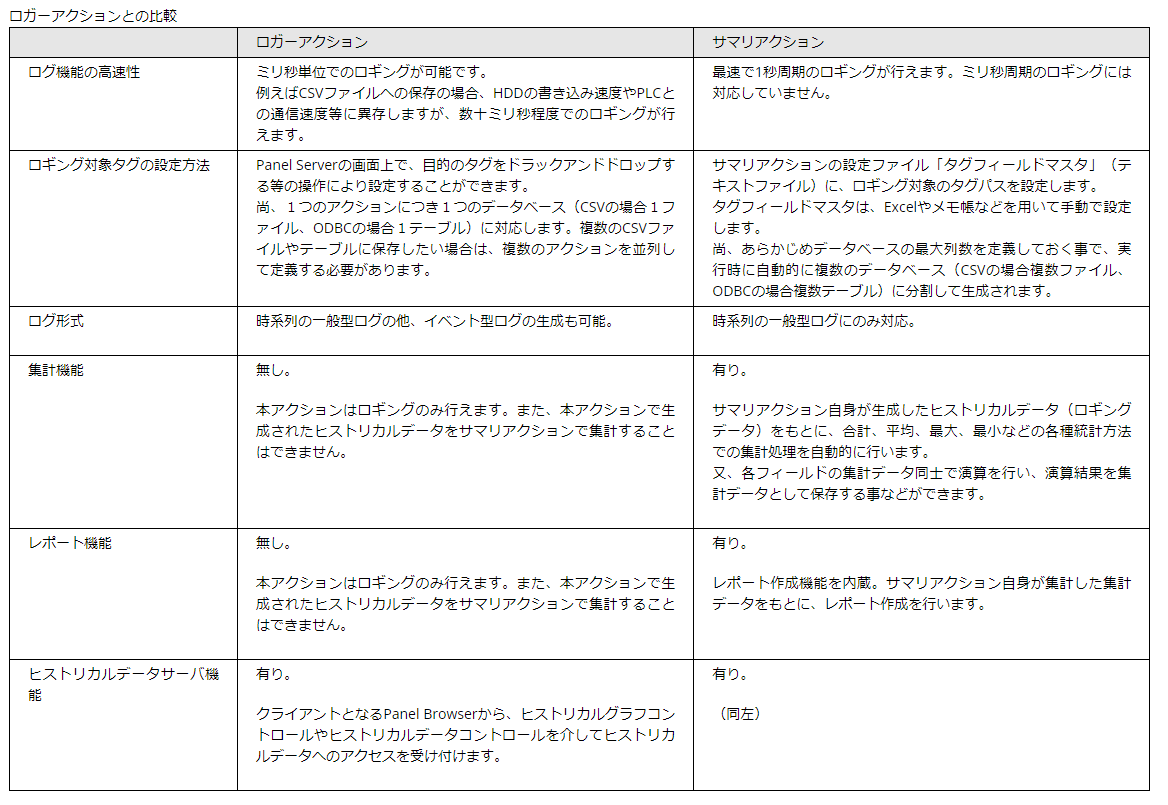 ロガーアクションとの比較
ロガーアクション
サマリアクション
ログ機能の高速性
ミリ秒単位でのロギングが可能です。
例えばCSVファイルへの保存の場合、HDDの書き込み速度やPLCと
の通信速度等に異存しますが、数十ミリ秒程度でのロギングが行
えます。
最速で1秒周期のロギングが行えます。ミリ秒周期のロギングには
対応していません。
ロギング対象タグの設定方法
Panel Serverの画面上で、目的のタグをドラックアンドドロップす
る等の操作により設定することができます。
尚、１つのアクションにつき１つのデータベース（CSVの場合１フ
ァイル、ODBCの場合１テーブル）に対応します。複数のCSVファ
イルやテーブルに保存したい場合は、複数のアクションを並列し
て定義する必要があります。
サマリアクションの設定ファイル「タグフィールドマスタ」（テ
キストファイル）に、ロギング対象のタグパスを設定します。
タグフィールドマスタは、Excelやメモ帳などを用いて手動で設定
します。
尚、あらかじめデータベースの最大列数を定義しておく事で、実
行時に自動的に複数のデータベース（CSVの場合複数ファイル、
ODBCの場合複数テーブル）に分割して生成されます。
ログ形式
時系列の一般型ログの他、イベント型ログの生成も可能。
時系列の一般型ログにのみ対応。
集計機能
無し。
本アクションはロギングのみ行えます。また、本アクションで生
成されたヒストリカルデータをサマリアクションで集計すること
はできません。
有り。
サマリアクション自身が生成したヒストリカルデータ（ロギング
データ）をもとに、合計、平均、最大、最小などの各種統計方法
での集計処理を自動的に行います。
又、各フィールドの集計データ同士で演算を行い、演算結果を集
計データとして保存する事などができます。
レポート機能
無し。
本アクションはロギングのみ行えます。また、本アクションで生
成されたヒストリカルデータをサマリアクションで集計すること
はできません。
有り。
レポート作成機能を内蔵。サマリアクション自身が集計した集計
データをもとに、レポート作成を行います。
ヒストリカルデータサーバ機
能
有り。
クライアントとなるPanel Browserから、ヒストリカルグラフコン
トロールやヒストリカルデータコントロールを介してヒストリカ
ルデータへのアクセスを受け付けます。
有り。
（同左）